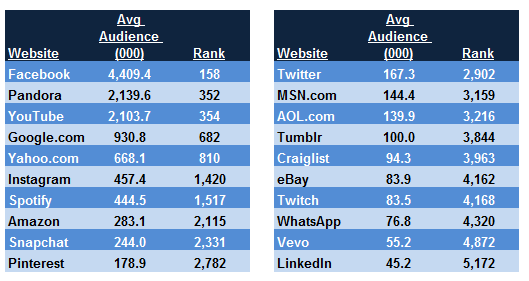 Website Avg Audience (000) Rank
Facebook 4,409.4 158
Pandora 2,139.6 352
YouTube 2,103.7 354
Google.com 930.8 682
Yahoo.com 668.1 810
Instagram 457.4 1,420
Spotify 444.5 1,517
Amazon 283.1 2,115
Snapchat 244.0 2,331
Pinterest 178.9 2,782
Website Avg Audience (000) Rank
Twitter 167.3 2,902
MSN.com 144.4 3,159
AOL.com 139.9 3,216
Tumblr 100.0 3,844
Craiglist 94.3 3,963
eBay 83.9 4,162
Twitch 83.5 4,168
WhatsApp 76.8 4,320
Vevo 55.2 4,872
LinkedIn 45.2 5,172